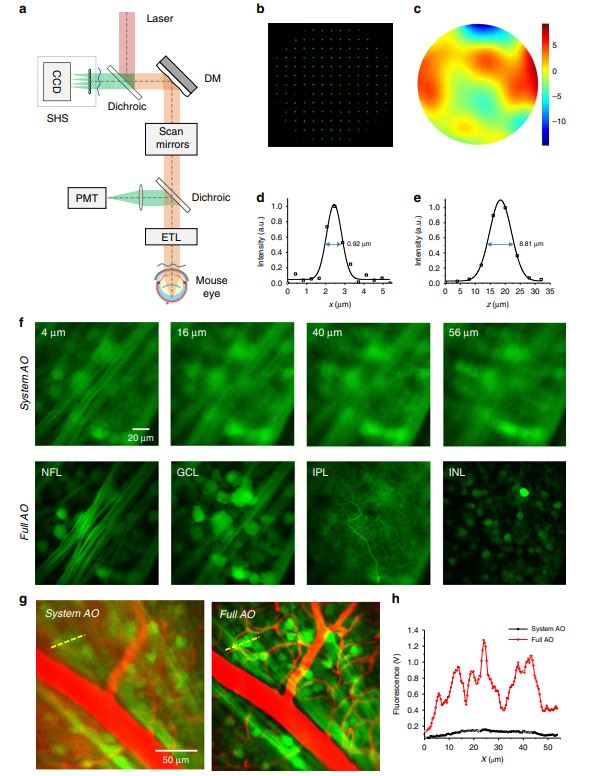 a
Laser
CCD
DM
SHS
Dichroic
Scan
mirrors
PMT
Dichroic
ETL
Mouse
eye
b
c
5
0
−5
−10
d
Intensity (a.u.)
1.0
0.8
0.6
0.4
0.2
0.0
0.92 µm
0 1 2 3 4 5
x (µm)
e
Intensity (a.u.)
1.0
0.8
0.6
0.4
0.2
0.0
8.81 µm
0 5 10 15 20 25 30 35
z (µm)
f
System AO
4 µm
16 µm
40 µm
56 µm
20 µm
Full AO
NFL
GCL
IPL
INL
g
System AO
50 µm
Full AO
h
System AO
Full AO
Fluorescence (V)
1.4
1.2
1.0
0.8
0.6
0.4
0.2
0 10 20 30 40 50
X (µm)